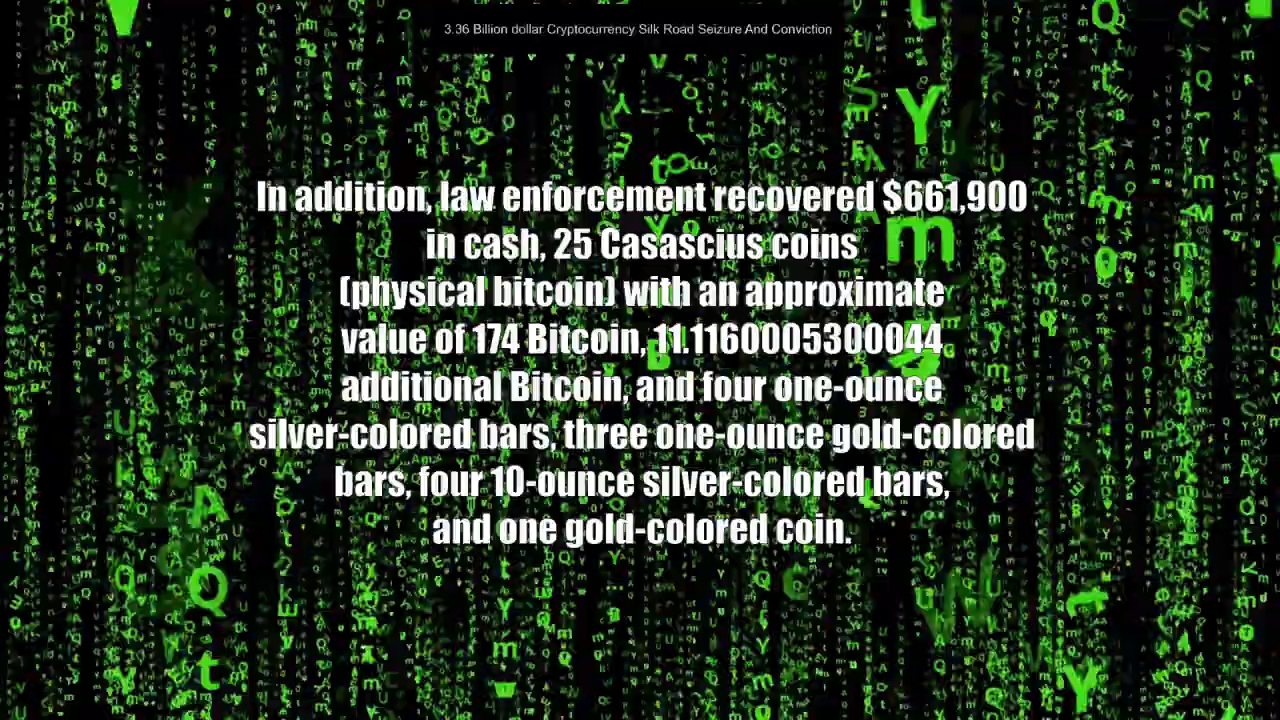 3.36 Billion dollar Cryptocurrency Silk Road Seizure And Conviction
In addition, law enforcement recovered $661,900
in cash, 25 Casascius coins
(physical bitcoin) with an approximate
value of 174 Bitcoin, 11.1160005300044
additional Bitcoin, and four one-ounce
silver-colored bars, three one-ounce gold-colored
bars, four 10-ounce silver-colored bars,
and one gold-colored coin.